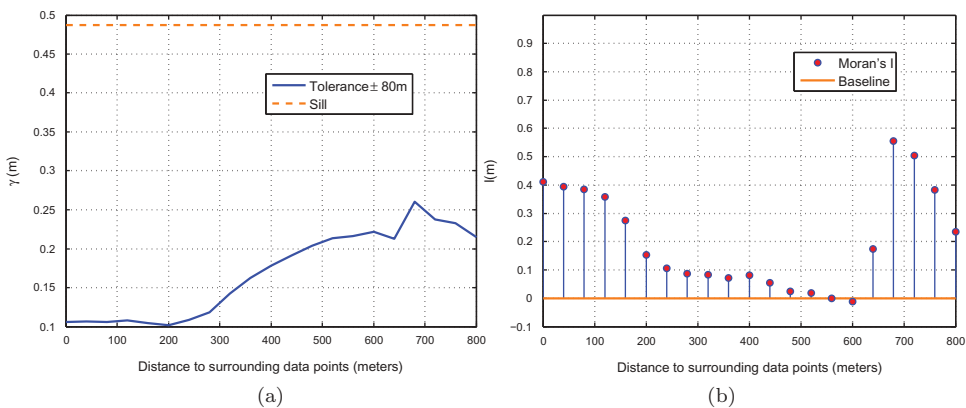 0.5
0.45
0.4
0.35
0.3
0.25
0.2
0.15
0.1
γ (m)
Tolerance± 80m
Sill
0 100 200 300 400 500 600 700 800
Distance to surrounding data points (meters)
(a)
0.9
0.8
0.7
0.6
0.5
0.4
0.3
0.2
0.1
0
−0.1
I(m)
Moran's I
Baseline
0 100 200 300 400 500 600 700 800
Distance to surrounding data points (meters)
(b)